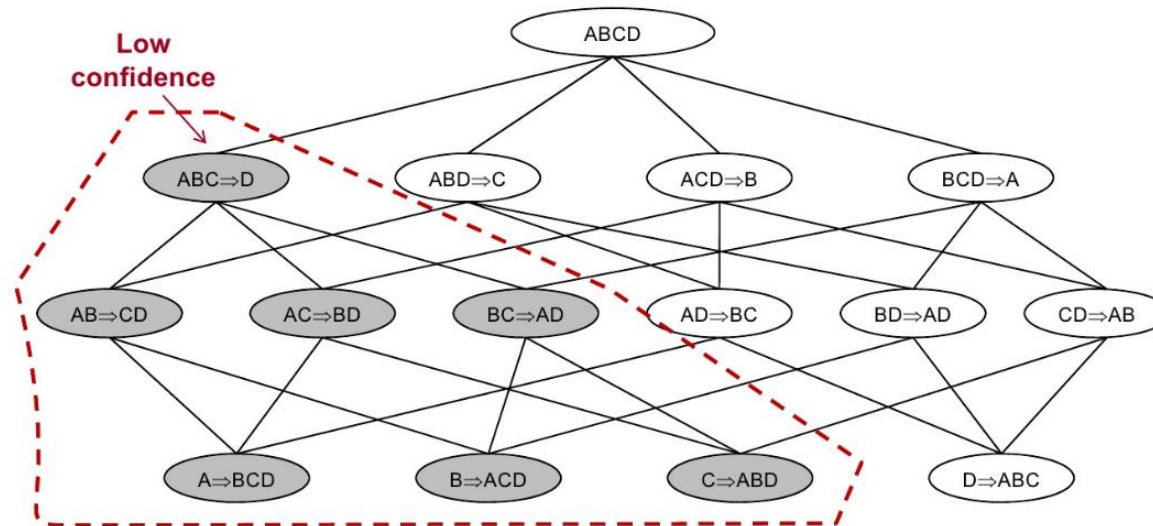 ABCD
Low
confidence
ABC⇒D
ABD⇒C
ACD⇒B
BCD⇒A
AB⇒CD
AC⇒BD
BC⇒AD
AD⇒BC
BD⇒AD
CD⇒AB
A⇒BCD
B⇒ACD
C⇒ABD
D⇒ABC